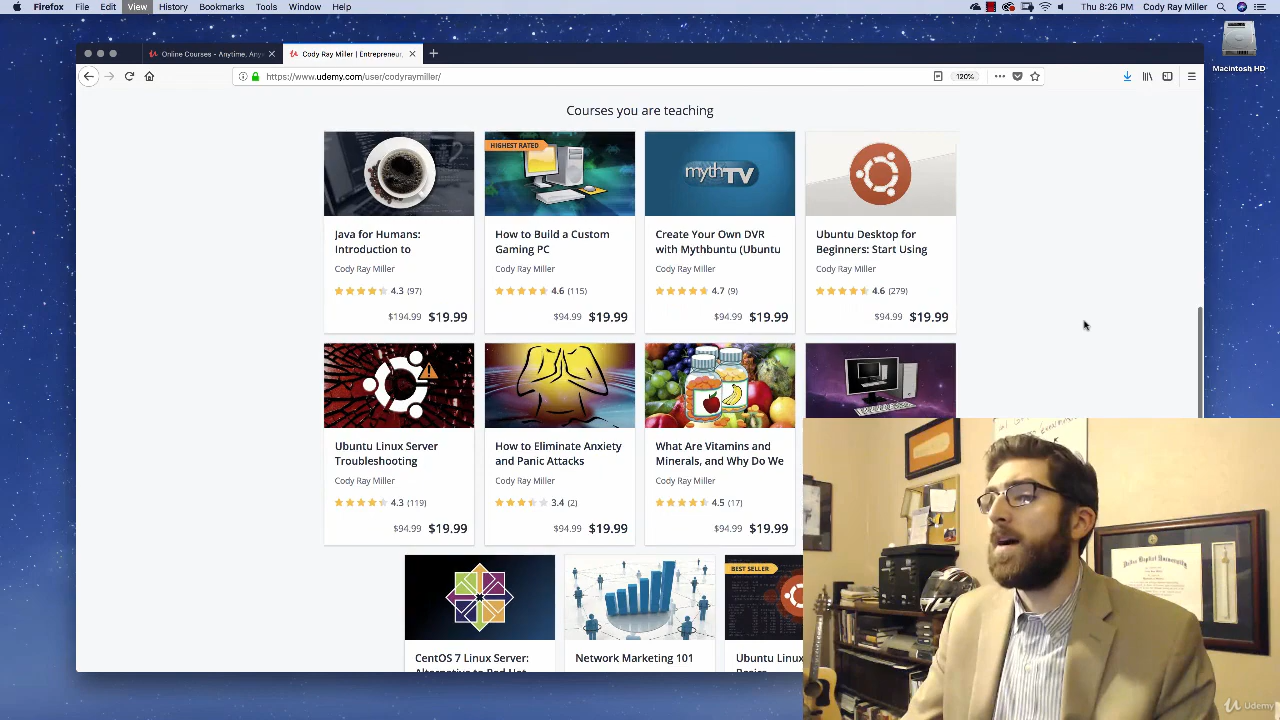 Firefox File Edit View History Bookmarks Tools Window Help
Thu 8:26 PM Cody Ray Miller
Macintosh HD
Online Courses - Anytime, Any
Cody Ray Miller | Entrepreneur,
https://www.udemy.com/user/codyraymiller/
120%
Courses you are teaching
HIGHEST RATED
mythTV
Java for Humans:
Introduction to
Cody Ray Miller
4.3 (97)
$194.99 $19.99
How to Build a Custom
Gaming PC
Cody Ray Miller
4.6 (115)
$94.99 $19.99
Create Your Own DVR
with Mythbuntu (Ubuntu
Cody Ray Miller
4.7 (9)
$94.99 $19.99
Ubuntu Desktop for
Beginners: Start Using
Cody Ray Miller
4.6 (279)
$94.99 $19.99
Ubuntu Linux Server
Troubleshooting
Cody Ray Miller
4.3 (119)
$94.99 $19.99
How to Eliminate Anxiety
and Panic Attacks
Cody Ray Miller
3.4 (2)
$94.99 $19.99
What Are Vitamins and
Minerals, and Why Do We
Cody Ray Miller
4.5 (17)
$94.99 $19.99
BEST SELLER
CentOS 7 Linux Server:
Alternative to Red Hat
Network Marketing 101
Ubuntu Linux
Basics
Udemy